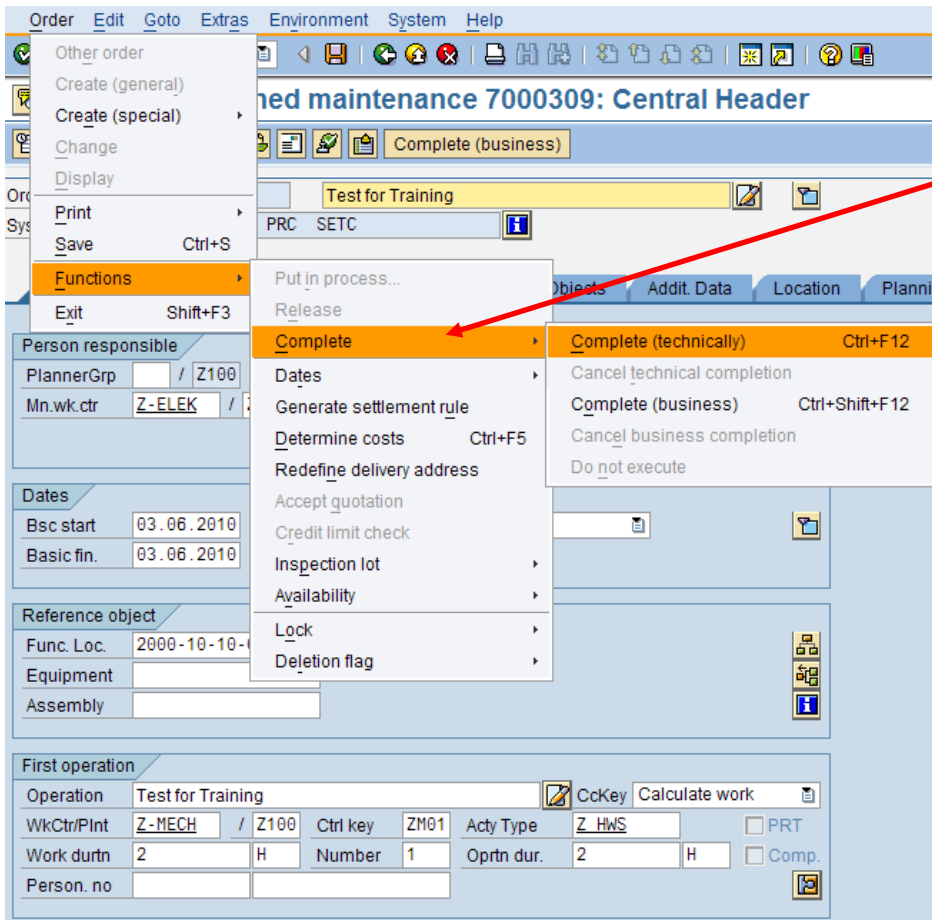 Order Edit Goto Extras Environment System Help
Other order
Create (general)
ned maintenance 7000309: Central Header
Create (special)
Change
Complete (business)
Display
Test for Training
Print
PRC SETC
Save Ctrl+S
Functions
Exit Shift+F3
Put in process...
Release
Complete
Dates
Generate settlement rule
Determine costs Ctrl+F5
Redefine delivery address
Accept quotation
Credit limit check
Inspection lot
Availability
Lock
Deletion flag
Objects Addit. Data Location Planni
Complete (technically) Ctrl+F12
Cancel technical completion
Complete (business) Ctrl+Shift+F12
Cancel business completion
Do not execute
Person responsible
PlannerGrp / Z100
Mn.wk.ctr Z-ELEK /
Dates
Bsc start 03.06.2010
Basic fin. 03.06.2010
Reference object
Func. Loc. 2000-10-10-
Equipment
Assembly
First operation
Operation Test for Training CcKey Calculate work
WkCtr/Plnt Z-MECH / Z100 Ctrl key ZM01 Acty Type Z_HWS PRT
Work durtn 2 H Number 1 Oprtn dur. 2 H Comp.
Person. no